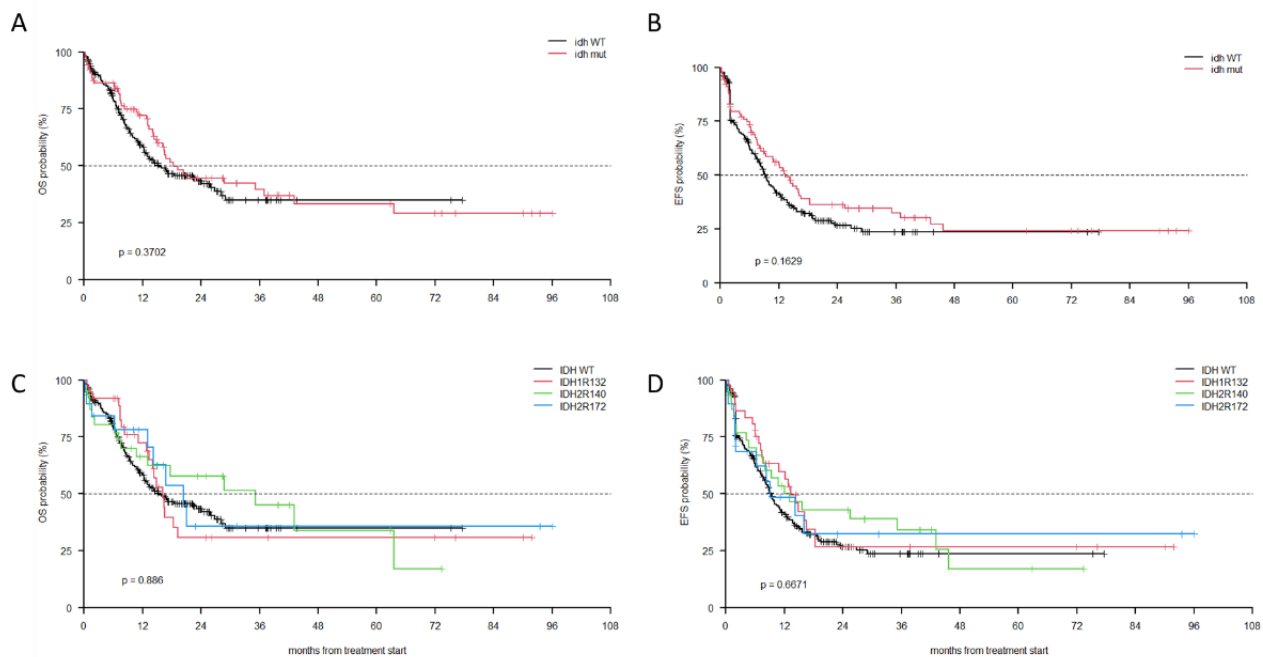 A
idh WT
idh mut
OS probability (%)
100
75
50
25
0
p = 0.3702
0 12 24 36 48 60 72 84 96 108
B
idh WT
idh mut
EFS probability (%)
100
75
50
25
0
p = 0.1629
0 12 24 36 48 60 72 84 96 108
C
IDH WT
IDH1R132
IDH2R140
IDH2R172
OS probability (%)
100
75
50
25
0
p = 0.886
0 12 24 36 48 60 72 84 96 108
months from treatment start
D
IDH WT
IDH1R132
IDH2R140
IDH2R172
EFS probability (%)
100
75
50
25
0
p = 0.6671
0 12 24 36 48 60 72 84 96 108
months from treatment start